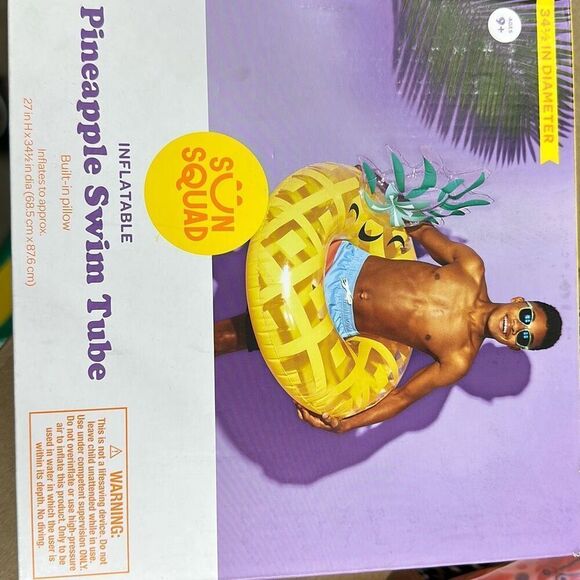 34½ IN DIAMETER
AGES
9+
SUN
SQUAD
INFLATABLE
Pineapple Swim Tube
Built-in pillow
Inflates to approx.
27 in H x 34½ in dia (68.5 cm x 87.6 cm)
⚠ WARNING:
This is not a lifesaving device. Do not
leave child unattended while in use.
Use under competent supervision ONLY.
Do not overinflate or use high-pressure
air to inflate this product. Only to be
used in water in which the user is
within its depth. No diving.